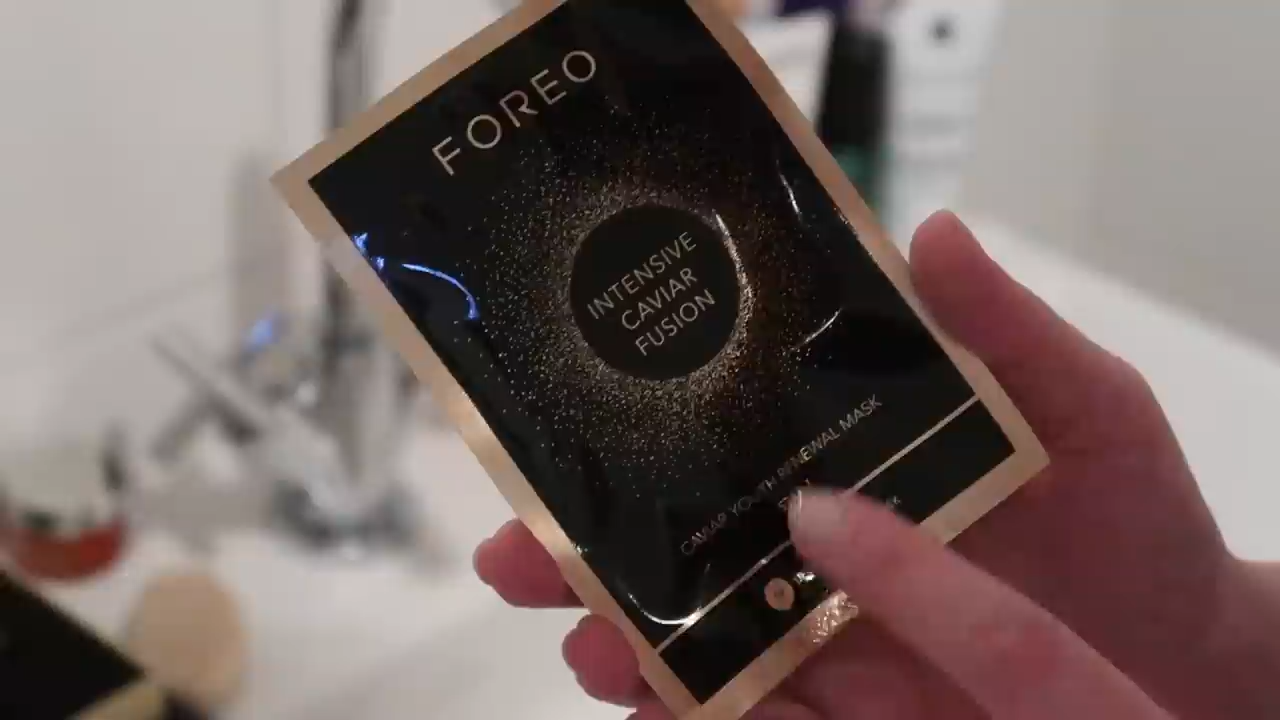 FOREO
INTENSIVE
CAVIAR
FUSION
CAVIAR YOUTH RENEWAL MASK